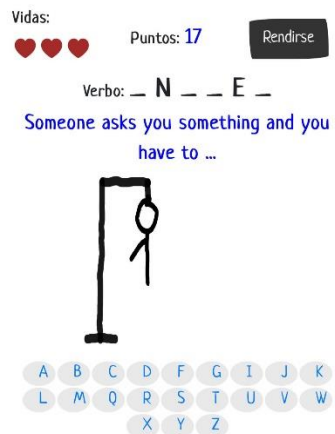 Vidas:
Puntos: 17
Rendirse
Verbo: _ N _ _ E _
Someone asks you something and you
have to ...
A B C D F G I J K
L M Q R S T U V W
X Y Z